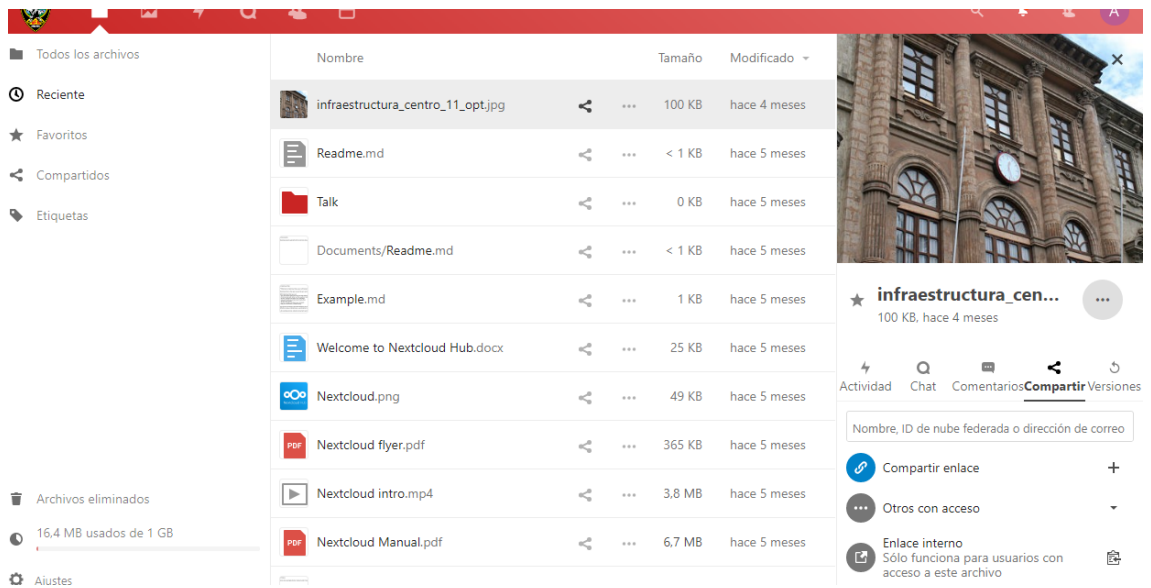 A
Todos los archivos
Reciente
Favoritos
Compartidos
Etiquetas
Archivos eliminados
16,4 MB usados de 1 GB
Ajustes
Nombre Tamaño Modificado
infraestructura_centro_11_opt.jpg 100 KB hace 4 meses
Readme.md < 1 KB hace 5 meses
Talk 0 KB hace 5 meses
Documents/Readme.md < 1 KB hace 5 meses
Example.md 1 KB hace 5 meses
Welcome to Nextcloud Hub.docx 25 KB hace 5 meses
Nextcloud.png 49 KB hace 5 meses
PDF Nextcloud flyer.pdf 365 KB hace 5 meses
Nextcloud intro.mp4 3,8 MB hace 5 meses
PDF Nextcloud Manual.pdf 6,7 MB hace 5 meses
infraestructura_cen...
100 KB, hace 4 meses
Actividad Chat Comentarios Compartir Versiones
Nombre, ID de nube federada o dirección de correo
Compartir enlace
Otros con acceso
Enlace interno
Sólo funciona para usuarios con
acceso a este archivo